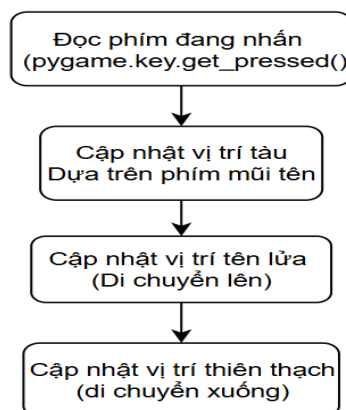 Đọc phím đang nhấn
(pygame.key.get_pressed()
Cập nhật vị trí tàu
Dựa trên phím mũi tên
Cập nhật vị trí tên lửa
(Di chuyển lên)
Cập nhật vị trí thiên thạch
(di chuyển xuống)